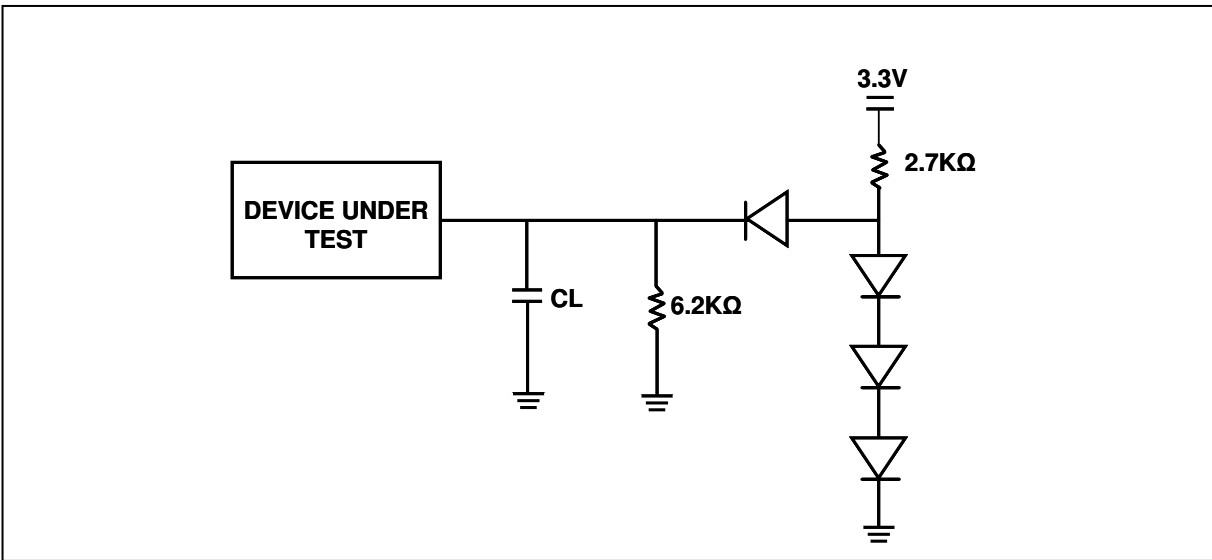 3.3V
2.7KΩ
DEVICE UNDER
TEST
CL
6.2KΩ